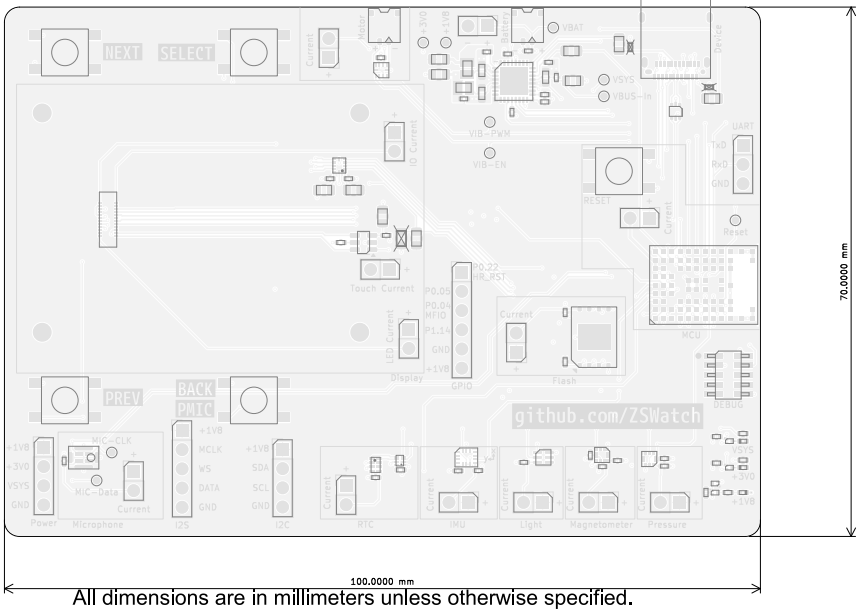 NEXT
SELECT
Current
Motor
+3V0
+1V8
Battery
VBAT
Device
VSYS
VBUS-In
VIB-PWM
VIB-EN
IO Current
UART
TxD
RxD
GND
RESET
Current
Reset
MCU
Touch Current
LED Current
Display
P0.22
HR_RST
P0.05
P0.04
MFIO
P1.14
GND
+1V8
GPIO
Current
Flash
DEBUG
PREV
BACK
PMIC
github.com/ZSWatch
+1V8
+3V0
VSYS
GND
Power
MIC-CLK
MIC-Data
Current
Microphone
+1V8
MCLK
WS
DATA
GND
I2S
+1V8
SDA
SCL
GND
I2C
Current
RTC
Current
IMU
Current
Light
Current
Magnetometer
Current
Pressure
VSYS
+3V0
+1V8
70.0000 mm
100.0000 mm
All dimensions are in millimeters unless otherwise specified.